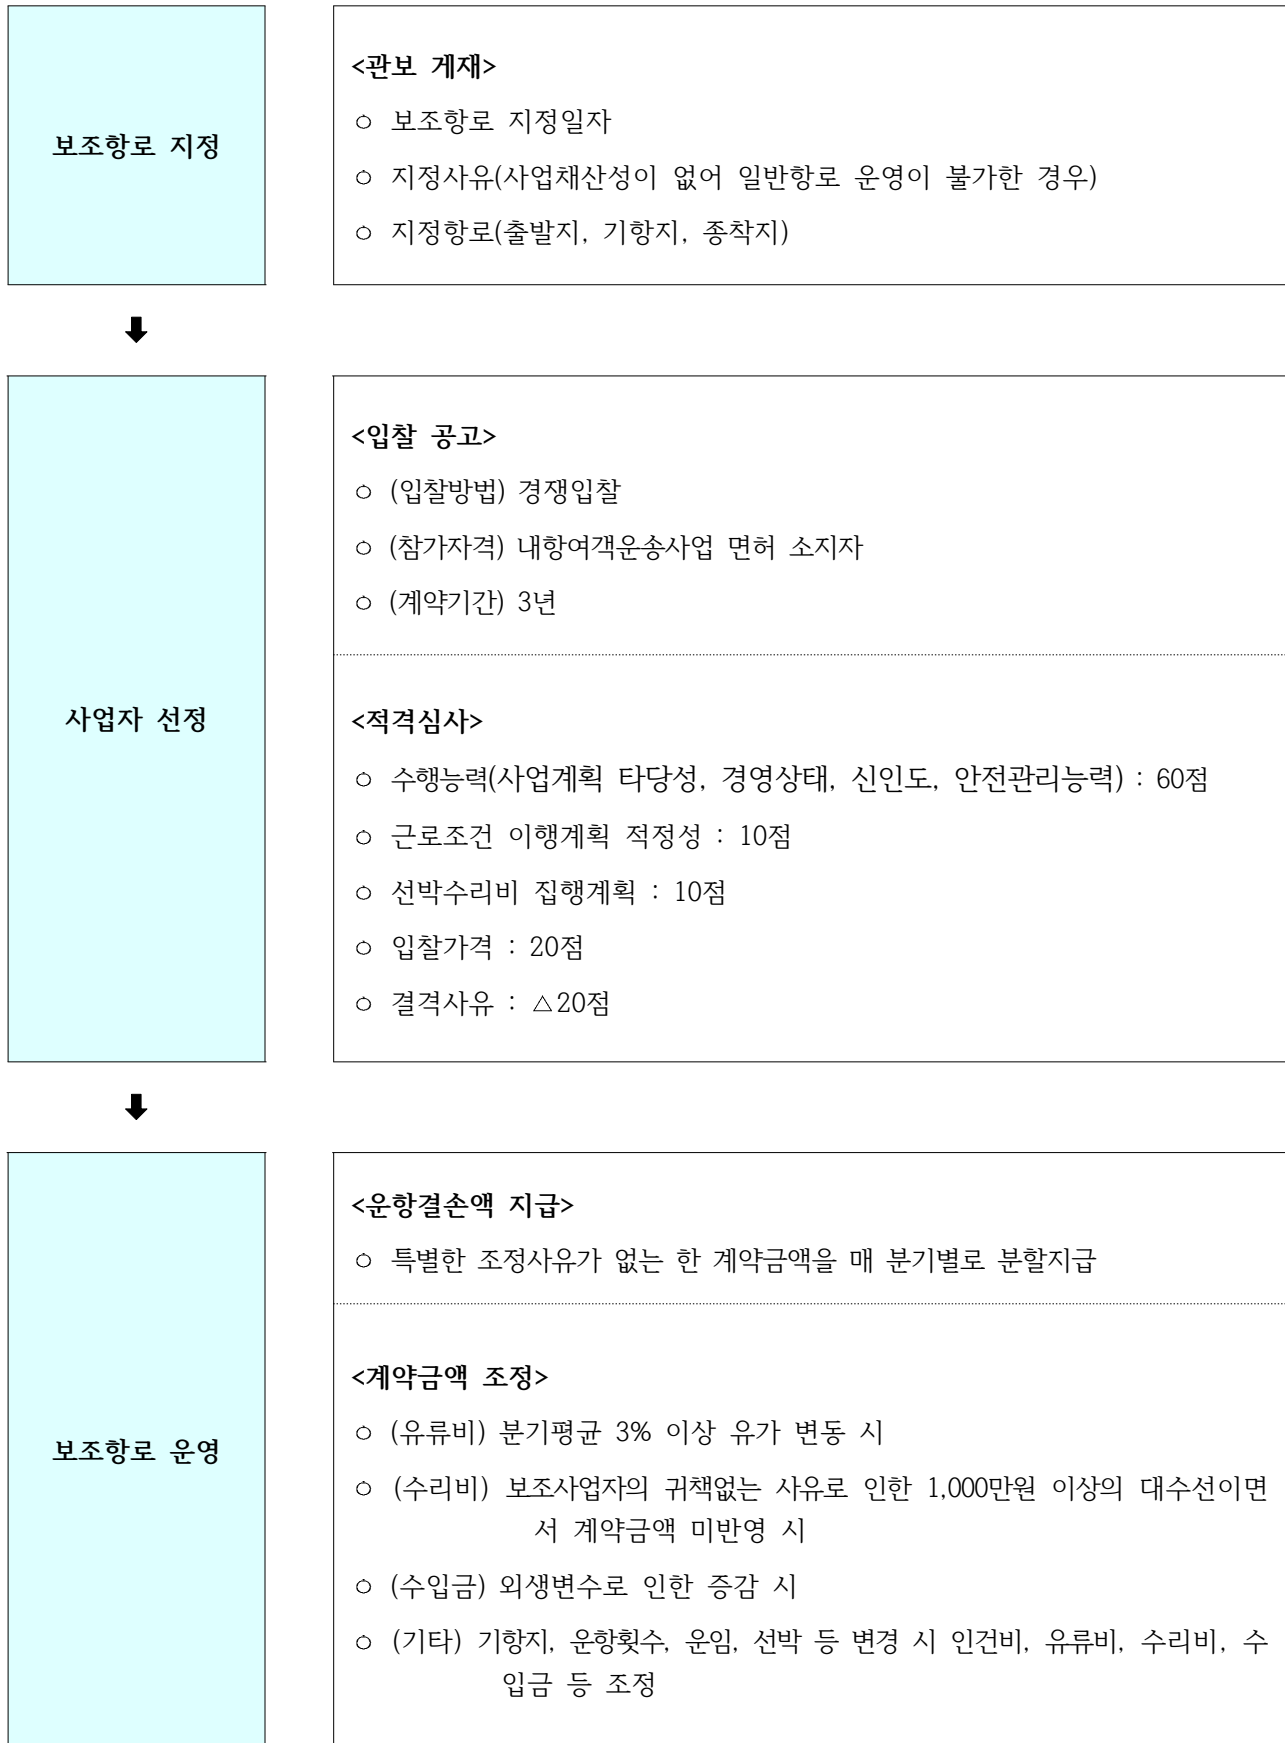 보조항로 지정
<관보 게재>
○ 보조항로 지정일자
○ 지정사유(사업채산성이 없어 일반항로 운영이 불가한 경우)
○ 지정항로(출발지, 기항지, 종착지)
사업자 선정
<입찰 공고>
○ (입찰방법) 경쟁입찰
○ (참가자격) 내항여객운송사업 면허 소지자
○ (계약기간) 3년
<적격심사>
○ 수행능력(사업계획 타당성, 경영상태, 신인도, 안전관리능력) : 60점
○ 근로조건 이행계획 적정성 : 10점
○ 선박수리비 집행계획 : 10점
○ 입찰가격 : 20점
○ 결격사유 : △20점
보조항로 운영
<운항결손액 지급>
○ 특별한 조정사유가 없는 한 계약금액을 매 분기별로 분할지급
<계약금액 조정>
○ (유류비) 분기평균 3% 이상 유가 변동 시
○ (수리비) 보조사업자의 귀책없는 사유로 인한 1,000만원 이상의 대수선이면
서 계약금액 미반영 시
○ (수입금) 외생변수로 인한 증감 시
○ (기타) 기항지, 운항횟수, 운임, 선박 등 변경 시 인건비, 유류비, 수리비, 수
입금 등 조정